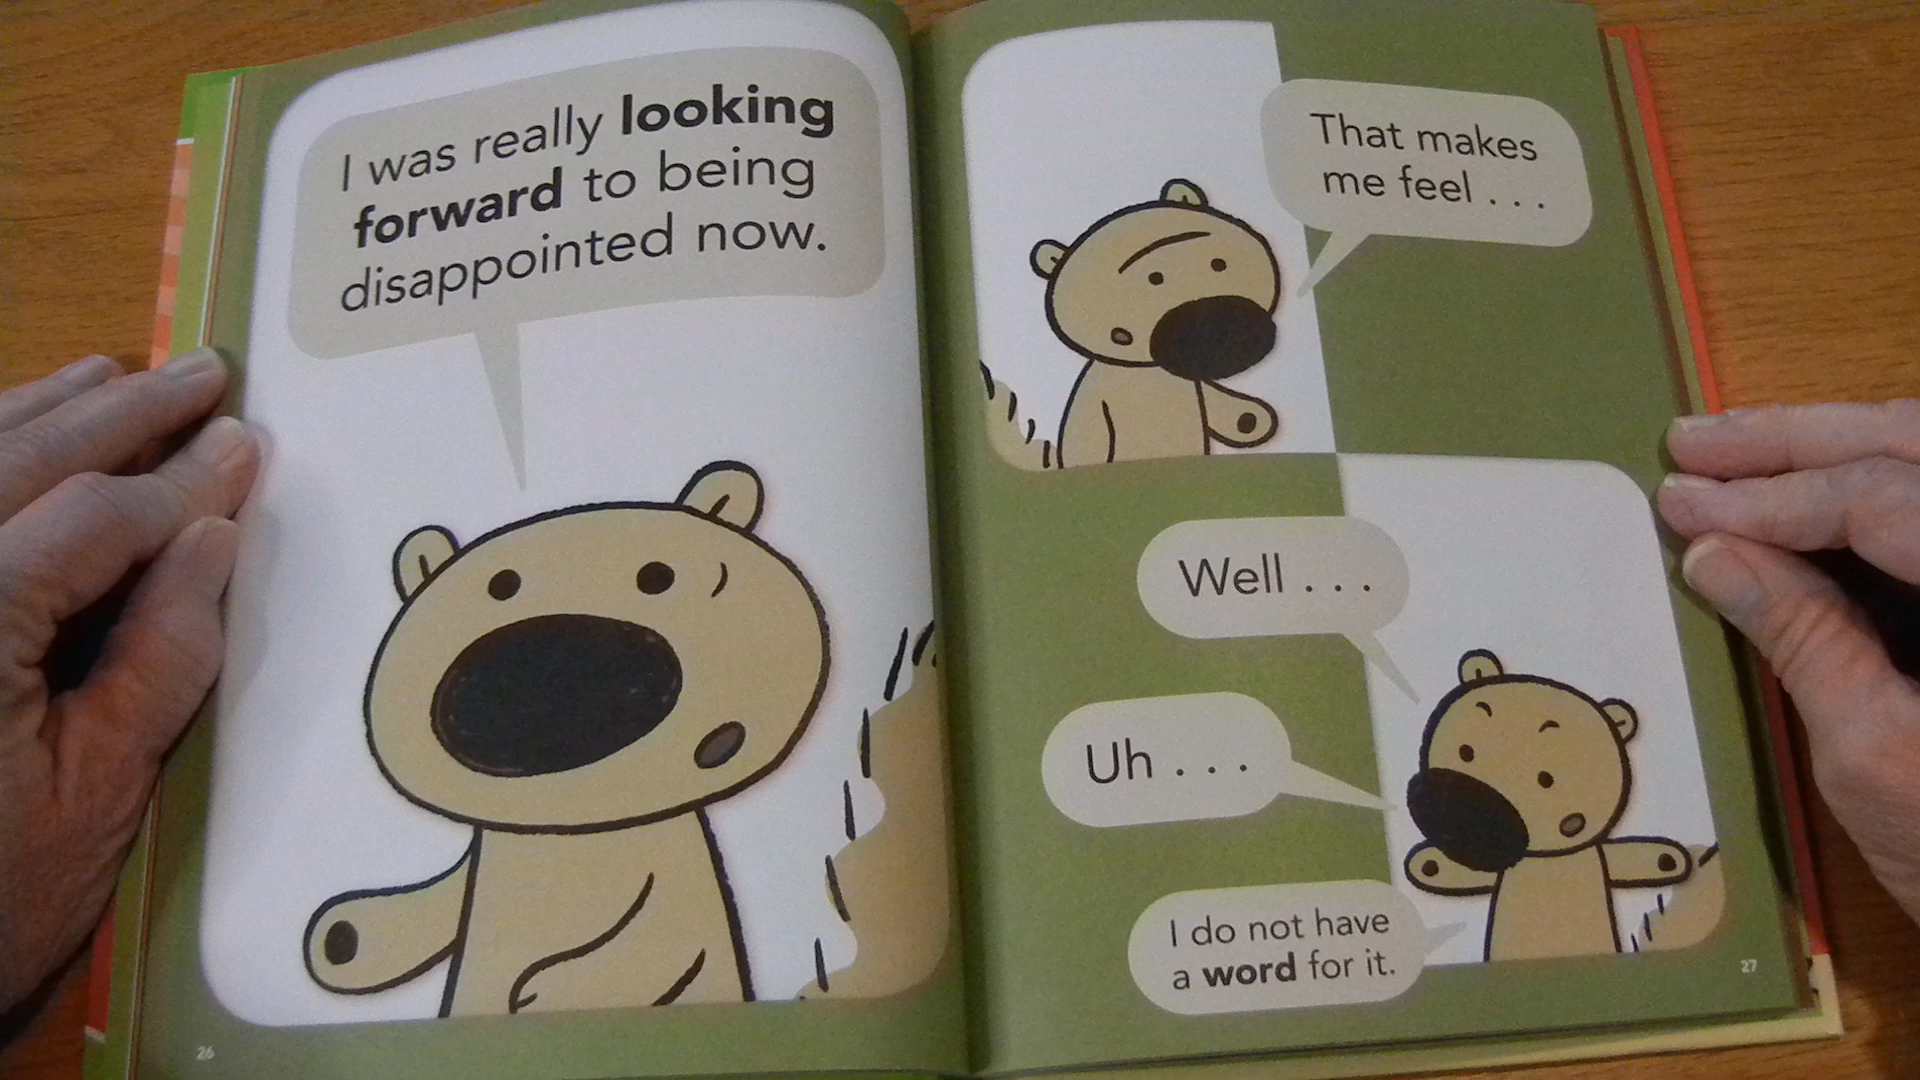 I was really looking
forward to being
disappointed now.
26
That makes
me feel . . .
Well . . .
Uh . . .
I do not have
a word for it.
27